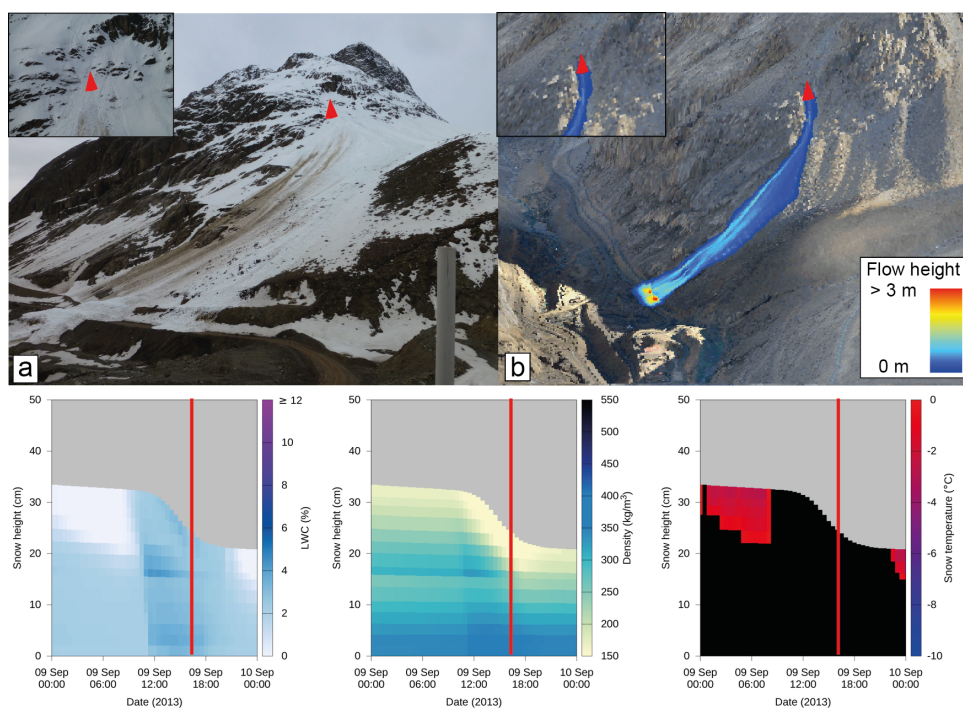 a
b
Flow height
> 3 m
0 m
50
40
30
20
10
0
Snow height (cm)
09 Sep
00:00
09 Sep
06:00
09 Sep
12:00
09 Sep
18:00
10 Sep
00:00
Date (2013)
≥ 12
10
8
6
4
2
0
LWC (%)
50
40
30
20
10
0
Snow height (cm)
09 Sep
00:00
09 Sep
06:00
09 Sep
12:00
09 Sep
18:00
10 Sep
00:00
Date (2013)
550
500
450
400
350
300
250
200
150
Density (kg/m³)
50
40
30
20
10
0
Snow height (cm)
09 Sep
00:00
09 Sep
06:00
09 Sep
12:00
09 Sep
18:00
10 Sep
00:00
Date (2013)
0
-2
-4
-6
-8
-10
Snow temperature (°C)